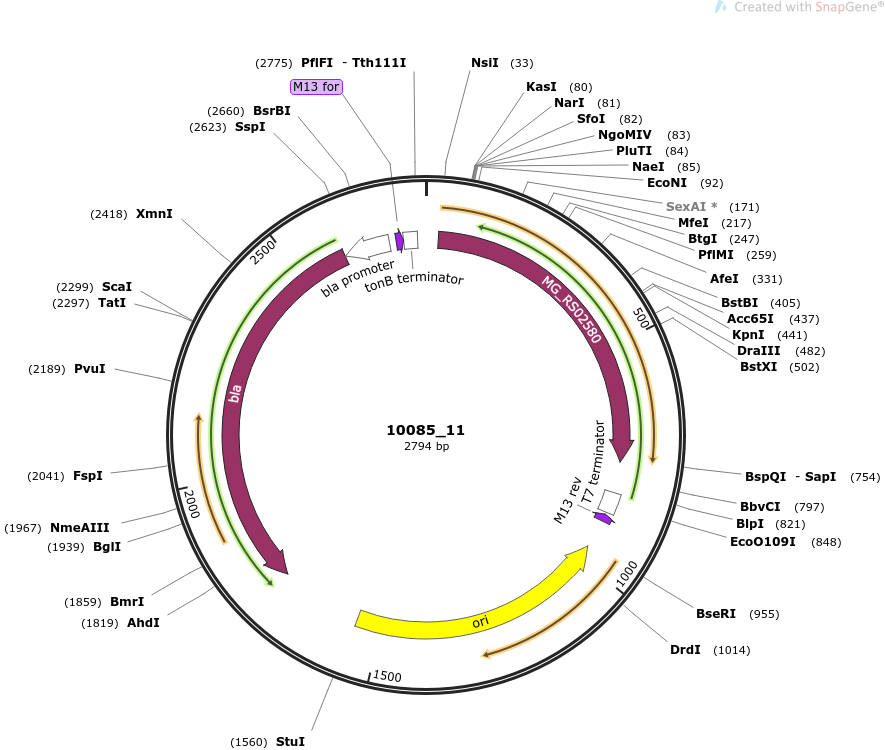 Created with SnapGene®
(2775) PflFI - Tth111I
M13 for
(2660) BsrBI
(2623) SspI
(2418) XmnI
(2299) ScaI
(2297) TatI
(2189) PvuI
(2041) FspI
(1967) NmeAIII
(1939) BglI
(1859) BmrI
(1819) AhdI
(1560) StuI
NsiI (33)
KasI (80)
NarI (81)
SfoI (82)
NgoMIV (83)
PluTI (84)
NaeI (85)
EcoNI (92)
SexAI * (171)
MfeI (217)
BtgI (247)
PflMI (259)
AfeI (331)
BstBI (405)
Acc65I (437)
KpnI (441)
DraIII (482)
BstXI (502)
BspQI - SapI (754)
BbvCI (797)
BlpI (821)
EcoO109I (848)
BseRI (955)
DrdI (1014)
2500
500
2000
1000
1500
bla promoter
tonB terminator
MG_RS02580
bla
T7 terminator
M13 rev
ori
10085_11
2794 bp